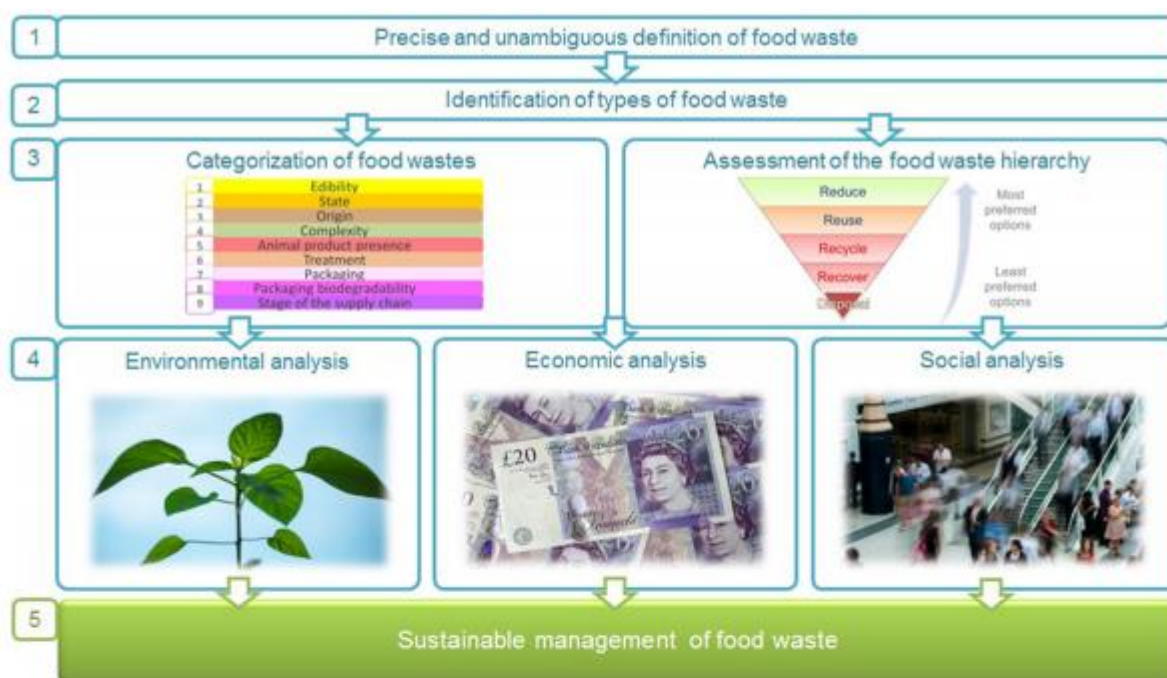 1
Precise and unambiguous definition of food waste
2
Identification of types of food waste
3
Categorization of food wastes
1 Edibility
2 State
3 Origin
4 Complexity
5 Animal product presence
6 Treatment
7 Packaging
8 Packaging biodegradability
9 Stage of the supply chain
Assessment of the food waste hierarchy
Reduce
Reuse
Recycle
Recover
Most
preferred
options
Least
preferred
options
4
Environmental analysis
Economic analysis
£20
Social analysis
5
Sustainable management of food waste